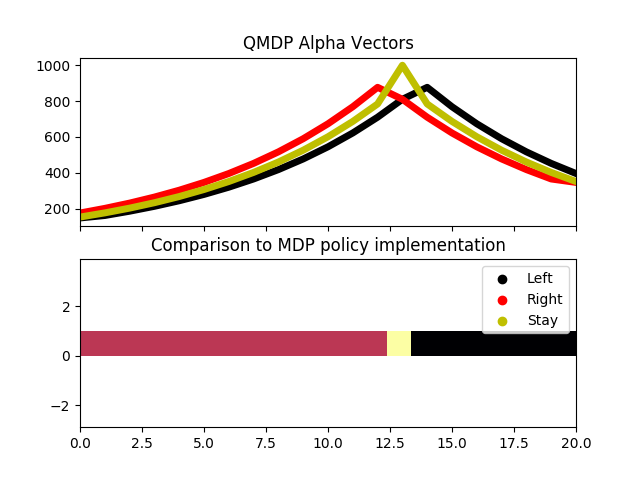 QMDP Alpha Vectors
1000
800
600
400
200
Comparison to MDP policy implementation
Left
Right
Stay
2
0
−2
0.0 2.5 5.0 7.5 10.0 12.5 15.0 17.5 20.0